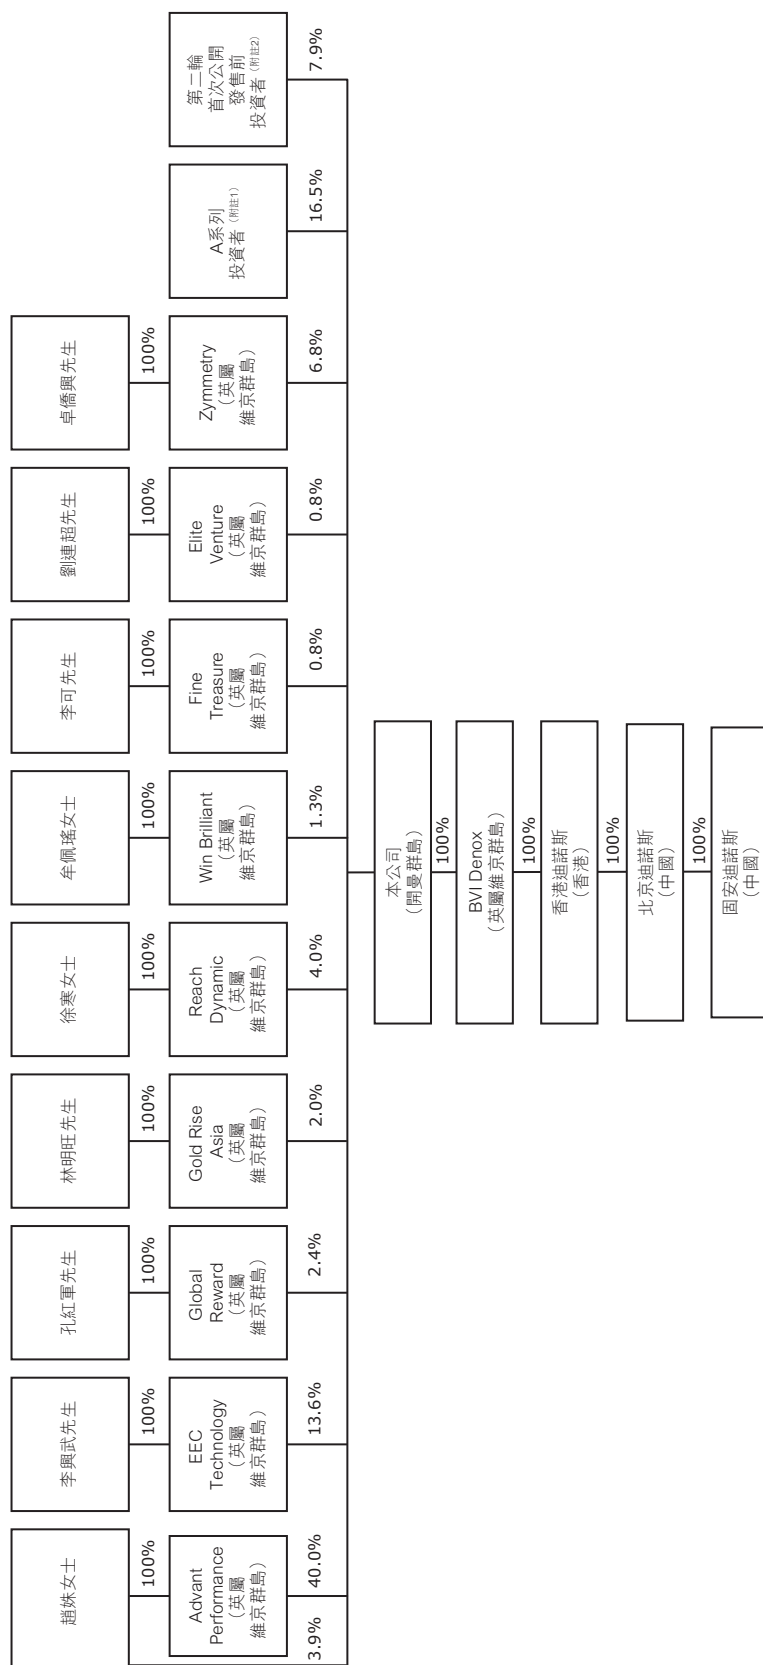 趙姝女士
李興武先生
孔紅軍先生
林明旺先生
徐寒女士
牟佩瑤女士
李可先生
劉連超先生
卓僑興先生
100%
100%
100%
100%
100%
100%
100%
100%
100%
Advant
Performance
（英屬
維京群島）
EEC
Technology
（英屬
維京群島）
Global
Reward
（英屬
維京群島）
Gold Rise
Asia
（英屬
維京群島）
Reach
Dynamic
（英屬
維京群島）
Win Brilliant
（英屬
維京群島）
Fine
Treasure
（英屬
維京群島）
Elite
Venture
（英屬
維京群島）
Zymmetry
（英屬
維京群島）
A系列
投資者（附註1）
第二輪
首次公開
發售前
投資者（附註2）
3.9%
40.0%
13.6%
2.4%
2.0%
4.0%
1.3%
0.8%
0.8%
6.8%
16.5%
7.9%
本公司
（開曼群島）
100%
BVI Denox
（英屬維京群島）
100%
香港迪諾斯
（香港）
100%
北京迪諾斯
（中國）
100%
固安迪諾斯
（中國）